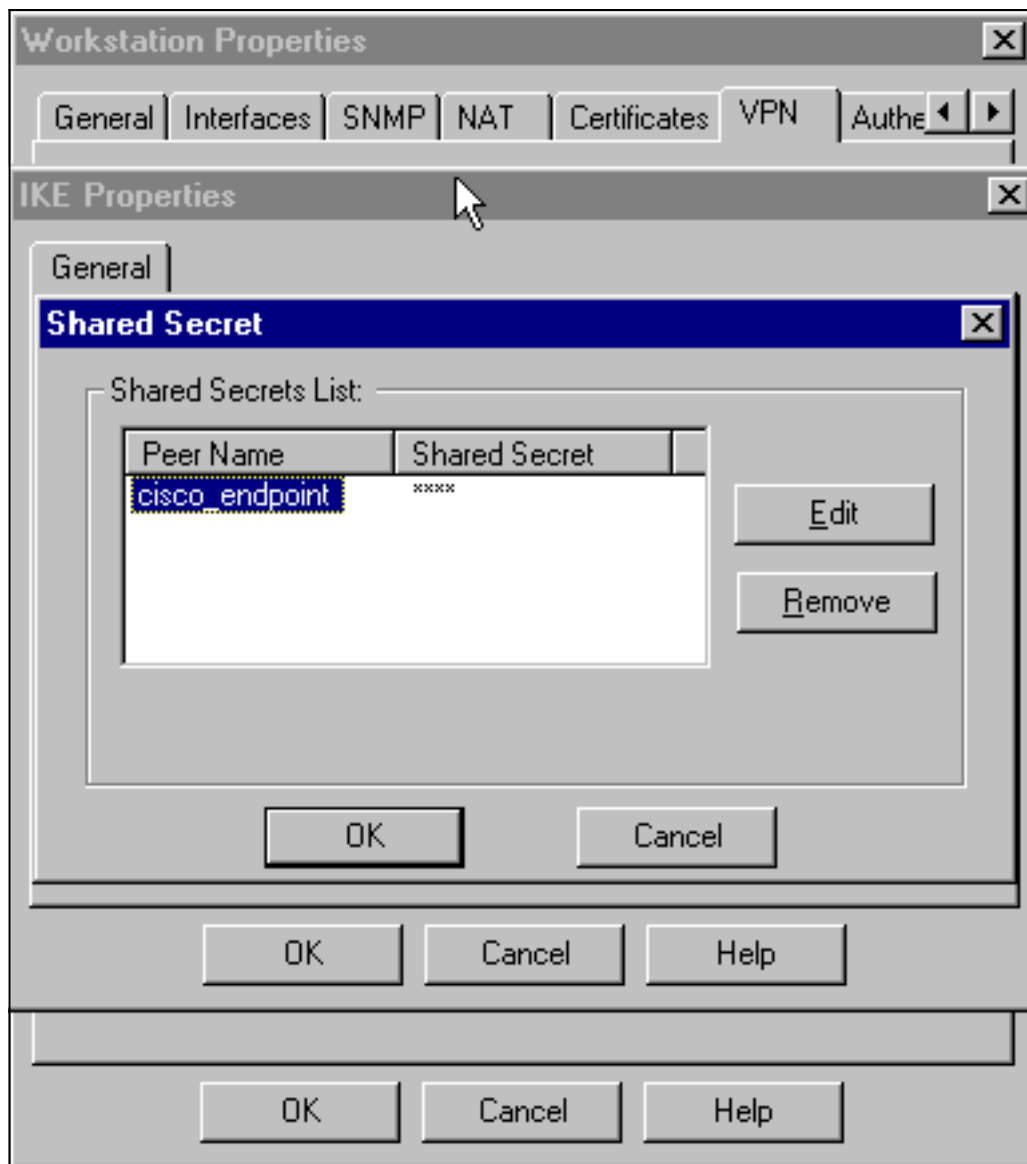 Workstation Properties
General Interfaces SNMP NAT Certificates VPN Authe
IKE Properties
General
Shared Secret
Shared Secrets List:
Peer Name Shared Secret
cisco_endpoint ****
Edit
Remove
OK Cancel
OK Cancel Help
OK Cancel Help